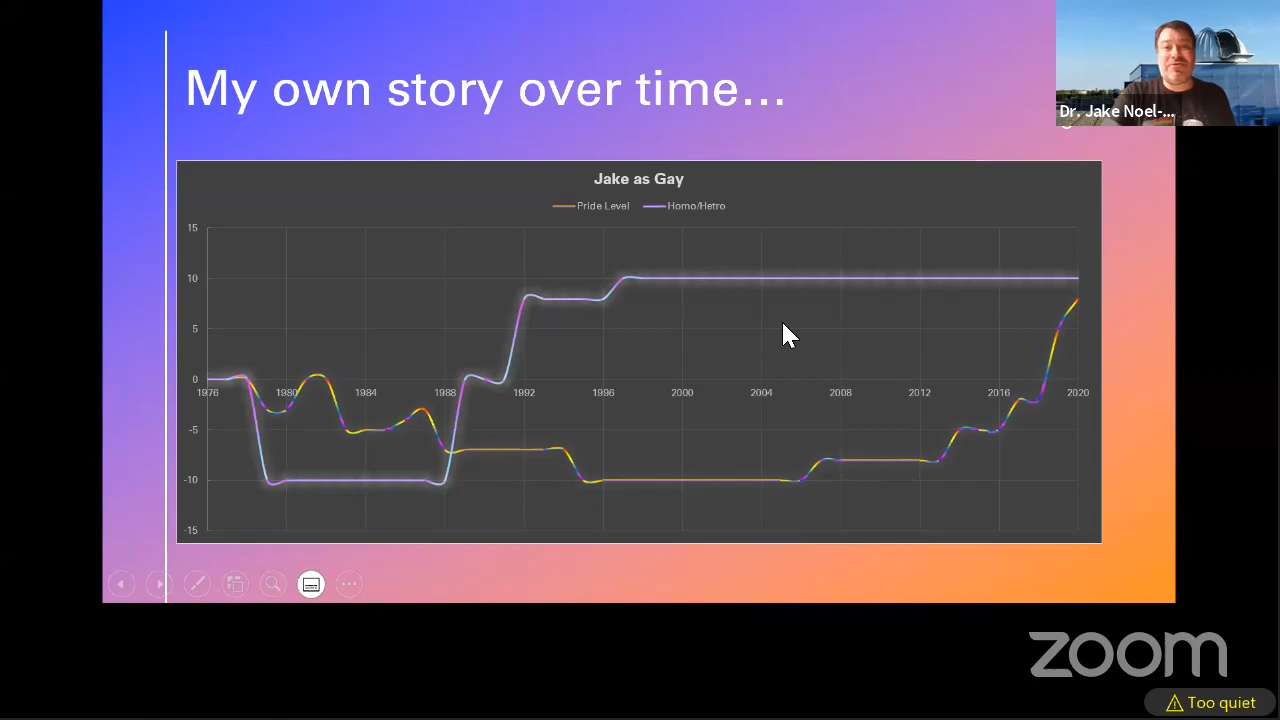 My own story over time...
Dr. Jake Noel-...
Jake as Gay
Pride Level Homo/Hetro
15
10
5
0
-5
-10
-15
1976 1980 1984 1988 1992 1996 2000 2004 2008 2012 2016 2020
zoom
Too quiet